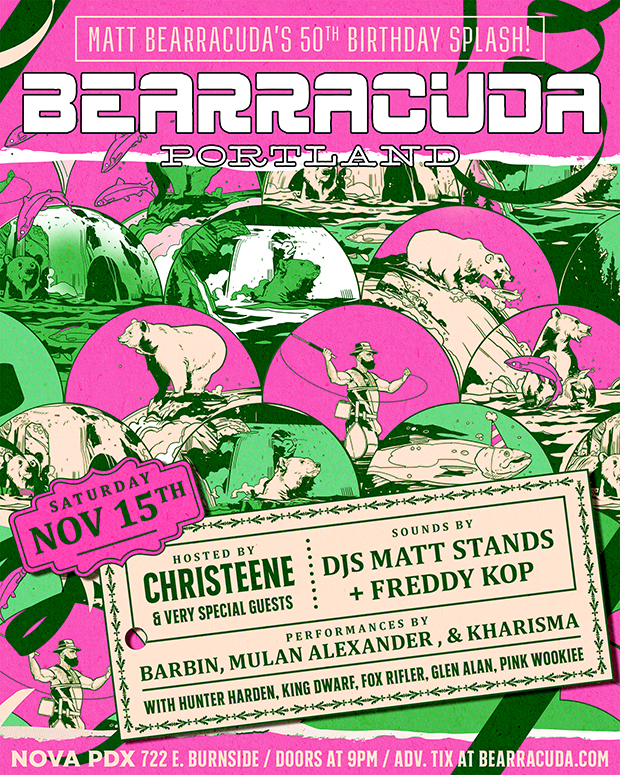 MATT BEARRACUDA'S 50TH BIRTHDAY SPLASH!
BEARRACUDA
PORTLAND
SATURDAY
NOV 15TH
HOSTED BY
CHRISTEENE
& VERY SPECIAL GUESTS
SOUNDS BY
DJS MATT STANDS
+ FREDDY KOP
PERFORMANCES BY
BARBIN, MULAN ALEXANDER , & KHARISMA
WITH HUNTER HARDEN, KING DWARF, FOX RIFLER, GLEN ALAN, PINK WOOKIEE
NOVA PDX 722 E. BURNSIDE / DOORS AT 9PM / ADV. TIX AT BEARRACUDA.COM